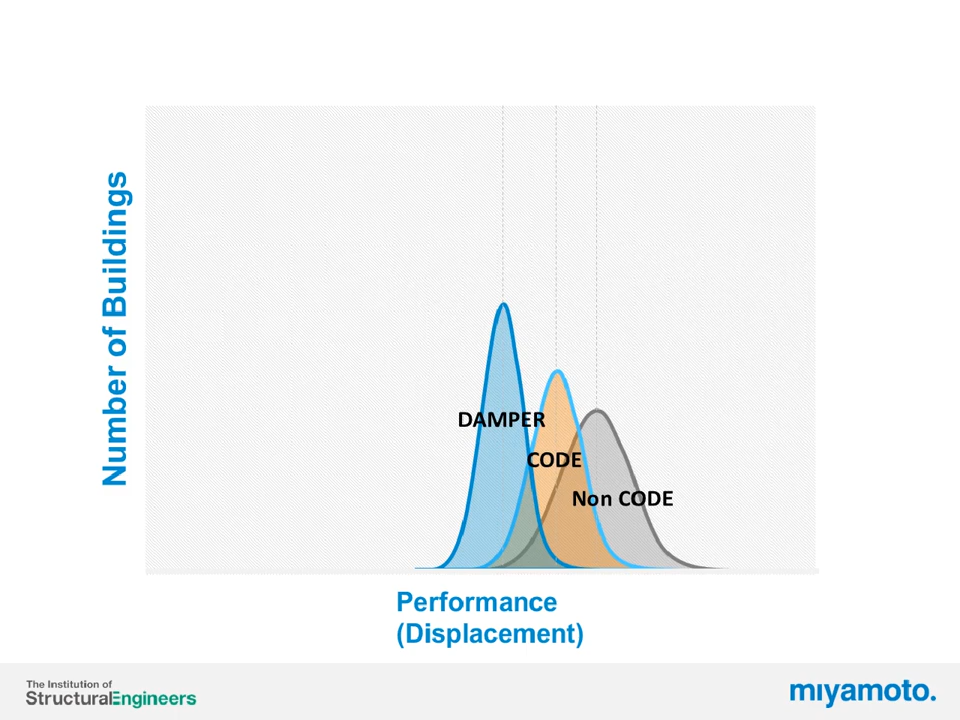 Number of Buildings
DAMPER
CODE
Non CODE
Performance
(Displacement)
The Institution of
StructuralEngineers
miyamoto.